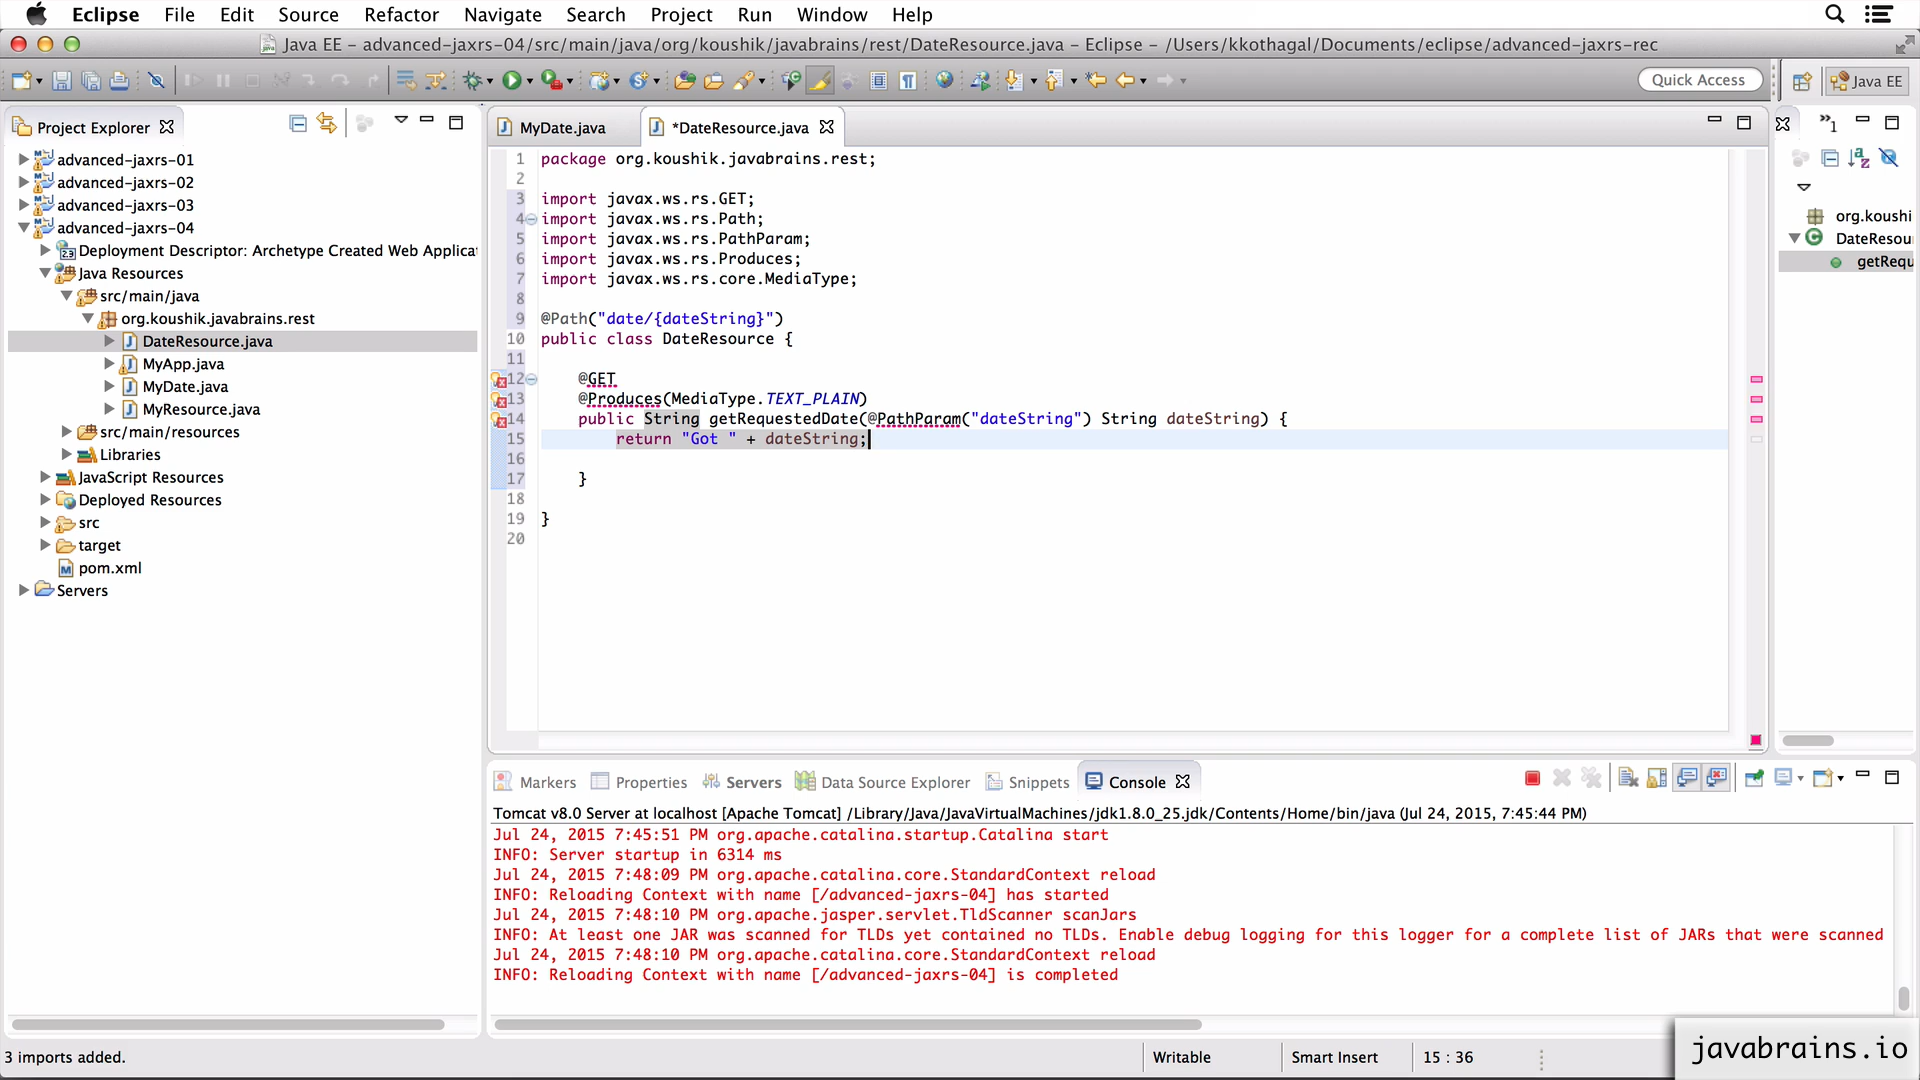 Eclipse File Edit Source Refactor Navigate Search Project Run Window Help
Java EE – advanced-jaxrs-04/src/main/java/org/koushik/javabrains/rest/DateResource.java – Eclipse – /Users/kkothagal/Documents/eclipse/advanced-jaxrs-rec
Quick Access
Java EE
Project Explorer
advanced-jaxrs-01
advanced-jaxrs-02
advanced-jaxrs-03
advanced-jaxrs-04
Deployment Descriptor: Archetype Created Web Applicat
Java Resources
src/main/java
org.koushik.javabrains.rest
DateResource.java
MyApp.java
MyDate.java
MyResource.java
src/main/resources
Libraries
JavaScript Resources
Deployed Resources
src
target
pom.xml
Servers
MyDate.java
*DateResource.java
1 package org.koushik.javabrains.rest;
2
3 import javax.ws.rs.GET;
4 import javax.ws.rs.Path;
5 import javax.ws.rs.PathParam;
6 import javax.ws.rs.Produces;
7 import javax.ws.rs.core.MediaType;
8
9 @Path("date/{dateString}")
10 public class DateResource {
11
12 @GET
13 @Produces(MediaType.TEXT_PLAIN)
14 public String getRequestedDate(@PathParam("dateString") String dateString) {
15 return "Got " + dateString;
16
17 }
18
19 }
20
»1
org.koushi
DateResou
getRequ
Markers Properties Servers Data Source Explorer Snippets Console
Tomcat v8.0 Server at localhost [Apache Tomcat] /Library/Java/JavaVirtualMachines/jdk1.8.0_25.jdk/Contents/Home/bin/java (Jul 24, 2015, 7:45:44 PM)
Jul 24, 2015 7:45:51 PM org.apache.catalina.startup.Catalina start
INFO: Server startup in 6314 ms
Jul 24, 2015 7:48:09 PM org.apache.catalina.core.StandardContext reload
INFO: Reloading Context with name [/advanced-jaxrs-04] has started
Jul 24, 2015 7:48:10 PM org.apache.jasper.servlet.TldScanner scanJars
INFO: At least one JAR was scanned for TLDs yet contained no TLDs. Enable debug logging for this logger for a complete list of JARs that were scanned
Jul 24, 2015 7:48:10 PM org.apache.catalina.core.StandardContext reload
INFO: Reloading Context with name [/advanced-jaxrs-04] is completed
3 imports added.
Writable
Smart Insert
15 : 36
javabrains.io